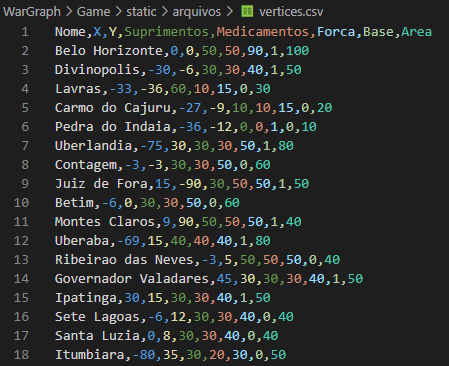 WarGraph > Game > static > arquivos > vertices.csv
1 Nome,X,Y,Suprimentos,Medicamentos,Forca,Base,Area
2 Belo Horizonte,0,0,50,50,90,1,100
3 Divinopolis,-30,-6,30,30,40,1,50
4 Lavras,-33,-36,60,10,15,0,30
5 Carmo do Cajuru,-27,-9,10,10,15,0,20
6 Pedra do Indaia,-36,-12,0,0,1,0,10
7 Uberlandia,-75,30,30,30,50,1,80
8 Contagem,-3,-3,30,30,50,0,60
9 Juiz de Fora,15,-90,30,50,50,1,50
10 Betim,-6,0,30,30,50,0,60
11 Montes Claros,9,90,50,50,50,1,40
12 Uberaba,-69,15,40,40,40,1,80
13 Ribeirao das Neves,-3,5,50,50,50,0,40
14 Governador Valadares,45,30,30,30,40,1,50
15 Ipatinga,30,15,30,30,40,1,50
16 Sete Lagoas,-6,12,30,30,40,0,40
17 Santa Luzia,0,8,30,30,40,0,40
18 Itumbiara,-80,35,30,20,30,0,50